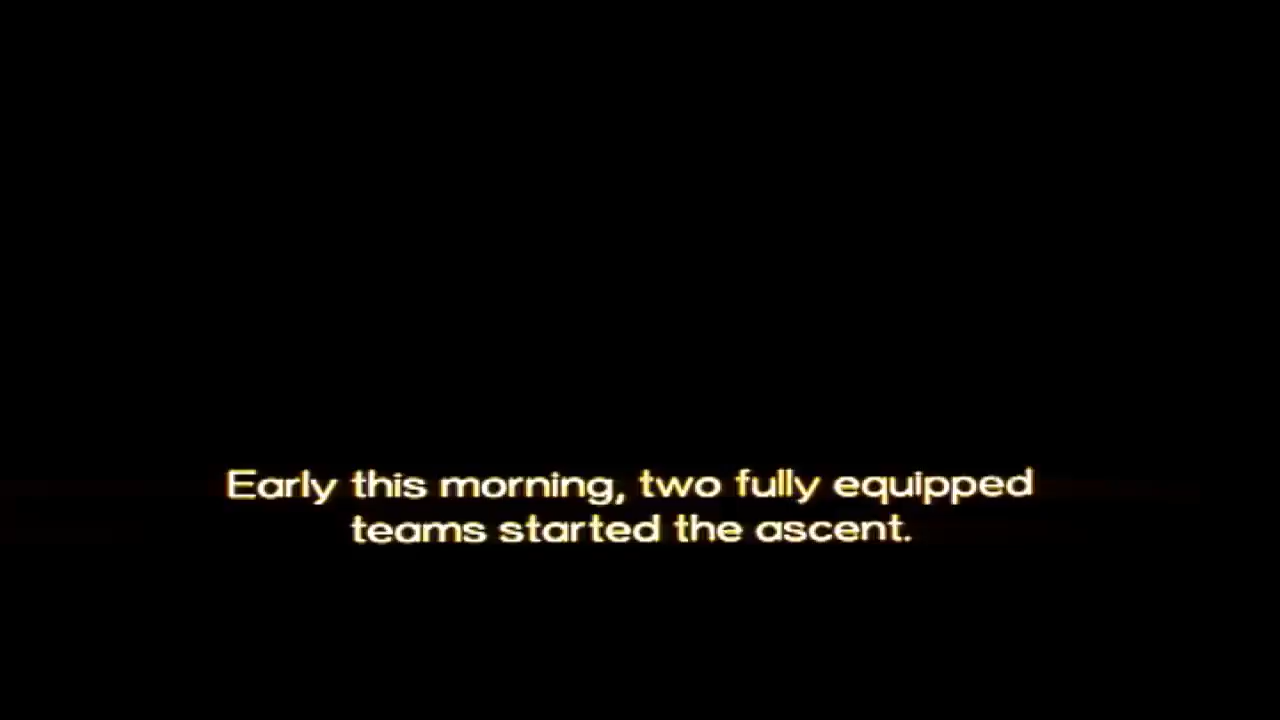 Early this morning, two fully equipped
teams started the ascent.